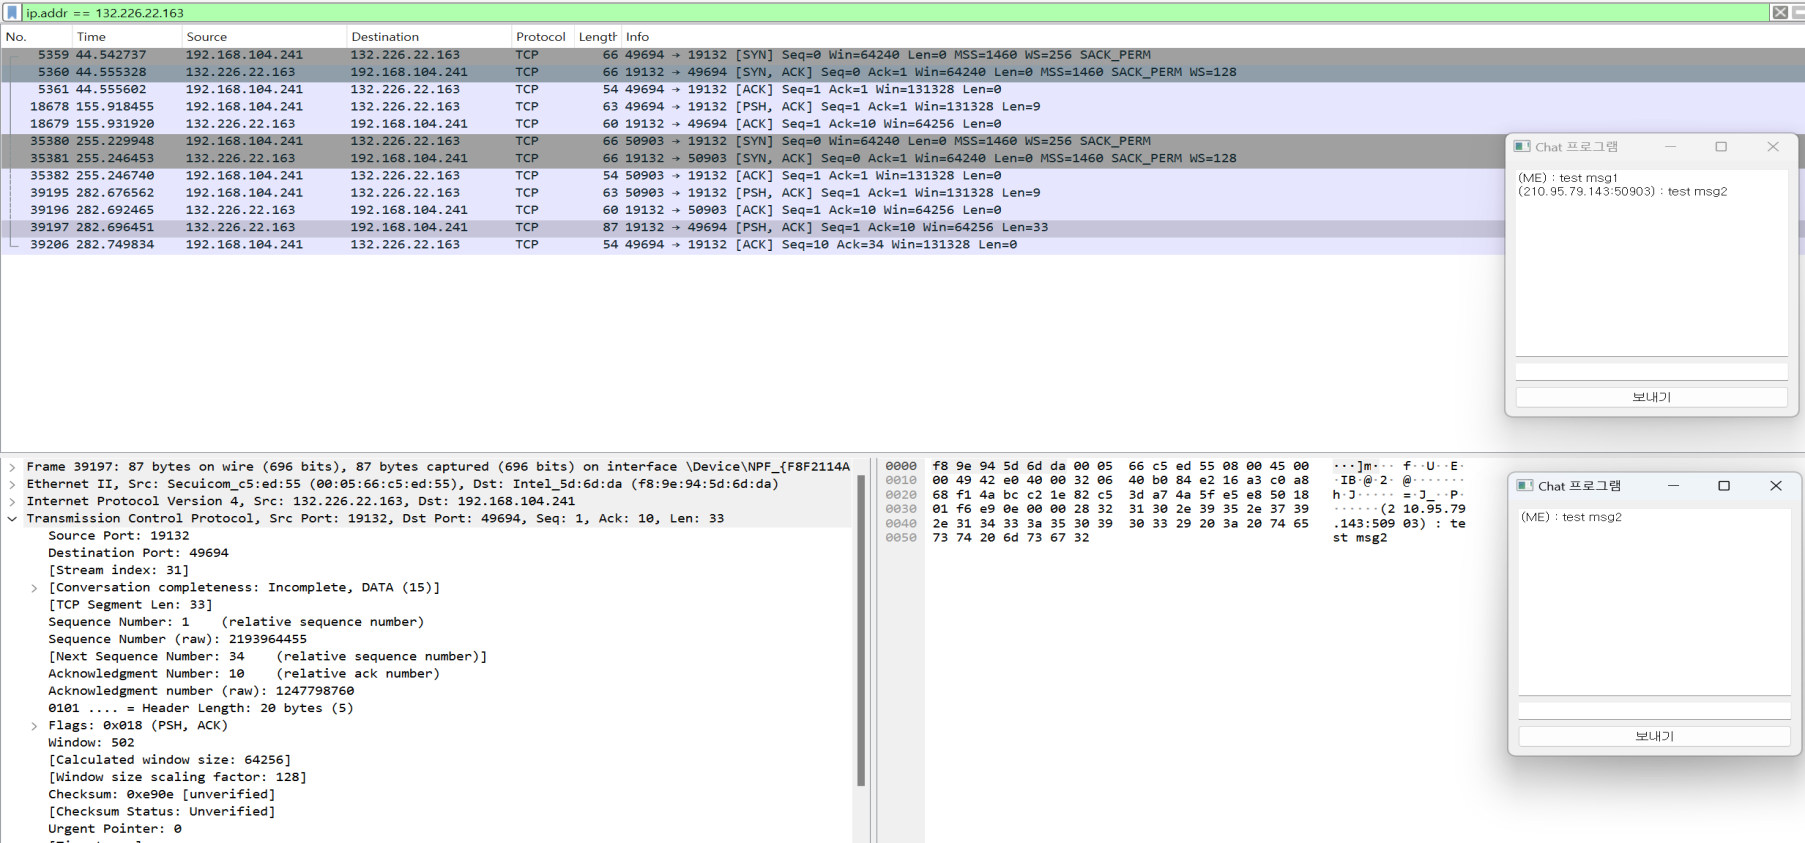 ip.addr == 132.226.22.163
No. Time Source Destination Protocol Length Info
5359 44.542737 192.168.104.241 132.226.22.163 TCP 66 49694 → 19132 [SYN] Seq=0 Win=64240 Len=0 MSS=1460 WS=256 SACK_PERM
5360 44.555328 132.226.22.163 192.168.104.241 TCP 66 19132 → 49694 [SYN, ACK] Seq=0 Ack=1 Win=64240 Len=0 MSS=1460 SACK_PERM WS=128
5361 44.555602 192.168.104.241 132.226.22.163 TCP 54 49694 → 19132 [ACK] Seq=1 Ack=1 Win=131328 Len=0
18678 155.918455 192.168.104.241 132.226.22.163 TCP 63 49694 → 19132 [PSH, ACK] Seq=1 Ack=1 Win=131328 Len=9
18679 155.931920 132.226.22.163 192.168.104.241 TCP 60 19132 → 49694 [ACK] Seq=1 Ack=10 Win=64256 Len=0
35380 255.229948 192.168.104.241 132.226.22.163 TCP 66 50903 → 19132 [SYN] Seq=0 Win=64240 Len=0 MSS=1460 WS=256 SACK_PERM
35381 255.246453 132.226.22.163 192.168.104.241 TCP 66 19132 → 50903 [SYN, ACK] Seq=0 Ack=1 Win=64240 Len=0 MSS=1460 SACK_PERM WS=128
35382 255.246740 192.168.104.241 132.226.22.163 TCP 54 50903 → 19132 [ACK] Seq=1 Ack=1 Win=131328 Len=0
39195 282.676562 192.168.104.241 132.226.22.163 TCP 63 50903 → 19132 [PSH, ACK] Seq=1 Ack=1 Win=131328 Len=9
39196 282.692465 132.226.22.163 192.168.104.241 TCP 60 19132 → 50903 [ACK] Seq=1 Ack=10 Win=64256 Len=0
39197 282.696451 132.226.22.163 192.168.104.241 TCP 87 19132 → 49694 [PSH, ACK] Seq=1 Ack=10 Win=64256 Len=33
39206 282.749834 192.168.104.241 132.226.22.163 TCP 54 49694 → 19132 [ACK] Seq=10 Ack=34 Win=131328 Len=0
Chat 프로그램
(ME) : test msg1
(210.95.79.143:50903) : test msg2
보내기
Frame 39197: 87 bytes on wire (696 bits), 87 bytes captured (696 bits) on interface \Device\NPF_{F8F2114A
Ethernet II, Src: Secuicom_c5:ed:55 (00:05:66:c5:ed:55), Dst: Intel_5d:6d:da (f8:9e:94:5d:6d:da)
Internet Protocol Version 4, Src: 132.226.22.163, Dst: 192.168.104.241
Transmission Control Protocol, Src Port: 19132, Dst Port: 49694, Seq: 1, Ack: 10, Len: 33
Source Port: 19132
Destination Port: 49694
[Stream index: 31]
[Conversation completeness: Incomplete, DATA (15)]
[TCP Segment Len: 33]
Sequence Number: 1 (relative sequence number)
Sequence Number (raw): 2193964455
[Next Sequence Number: 34 (relative sequence number)]
Acknowledgment Number: 10 (relative ack number)
Acknowledgment number (raw): 1247798760
0101 .... = Header Length: 20 bytes (5)
Flags: 0x018 (PSH, ACK)
Window: 502
[Calculated window size: 64256]
[Window size scaling factor: 128]
Checksum: 0xe90e [unverified]
[Checksum Status: Unverified]
Urgent Pointer: 0
0000 f8 9e 94 5d 6d da 00 05 66 c5 ed 55 08 00 45 00 ···]m··· f··U··E·
0010 00 49 42 e0 40 00 32 06 40 b0 84 e2 16 a3 c0 a8 ·IB·@·2· @·······
0020 68 f1 4a bc c2 1e 82 c5 3d a7 4a 5f e5 e8 50 18 h·J····· =·J_··P·
0030 01 f6 e9 0e 00 00 28 32 31 30 2e 39 35 2e 37 39 ······(2 10.95.79
0040 2e 31 34 33 3a 35 30 39 30 33 29 20 3a 20 74 65 .143:509 03) : te
0050 73 74 20 6d 73 67 32 st msg2
Chat 프로그램
(ME) : test msg2
보내기